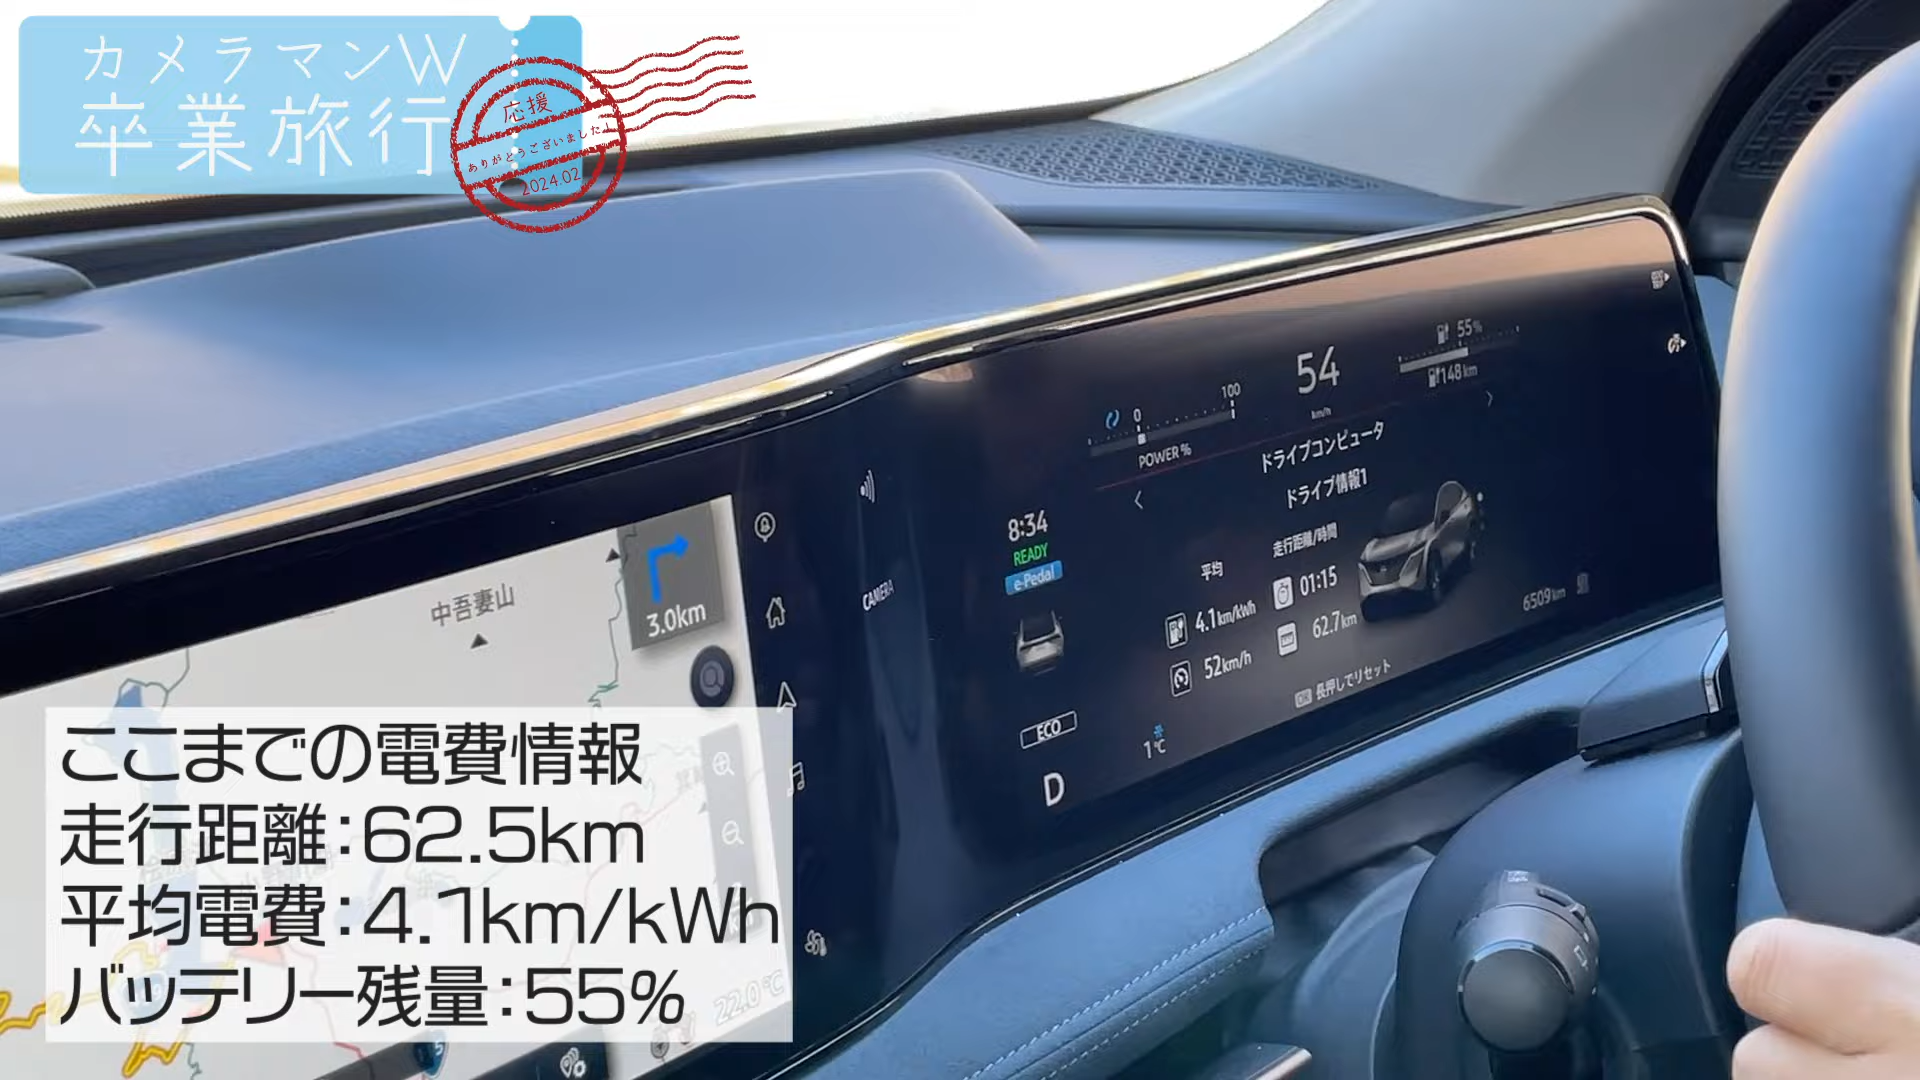 カメラマンW
卒業旅行
応援
ありがとうございました！
2024.02
55%
148km
54
km/h
0
100
POWER %
ドライブコンピュータ
ドライブ情報1
8:34
READY
e-Pedal
平均
走行距離/時間
4.1km/kWh
01:15
52km/h
62.7km
6509km
OK 長押しでリセット
ECO
1℃
D
CAMERA
中吾妻山
3.0km
22.0℃
5
ここまでの電費情報
走行距離：62.5km
平均電費：4.1km/kWh
バッテリー残量：55%